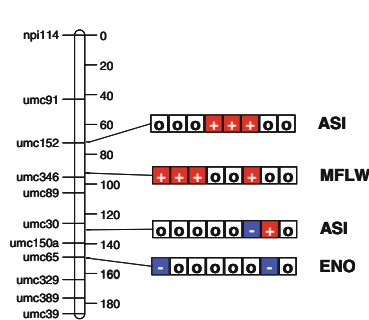 npi114 0
20
umc91 40
60 o o o + + + o o ASI
umc152
80
umc346 + + + o o + o o MFLW
100
umc89
120
umc30 o o o o o - + o ASI
umc150a 140
umc65 - o o o o o - o ENO
160
umc329
umc389 180
umc39